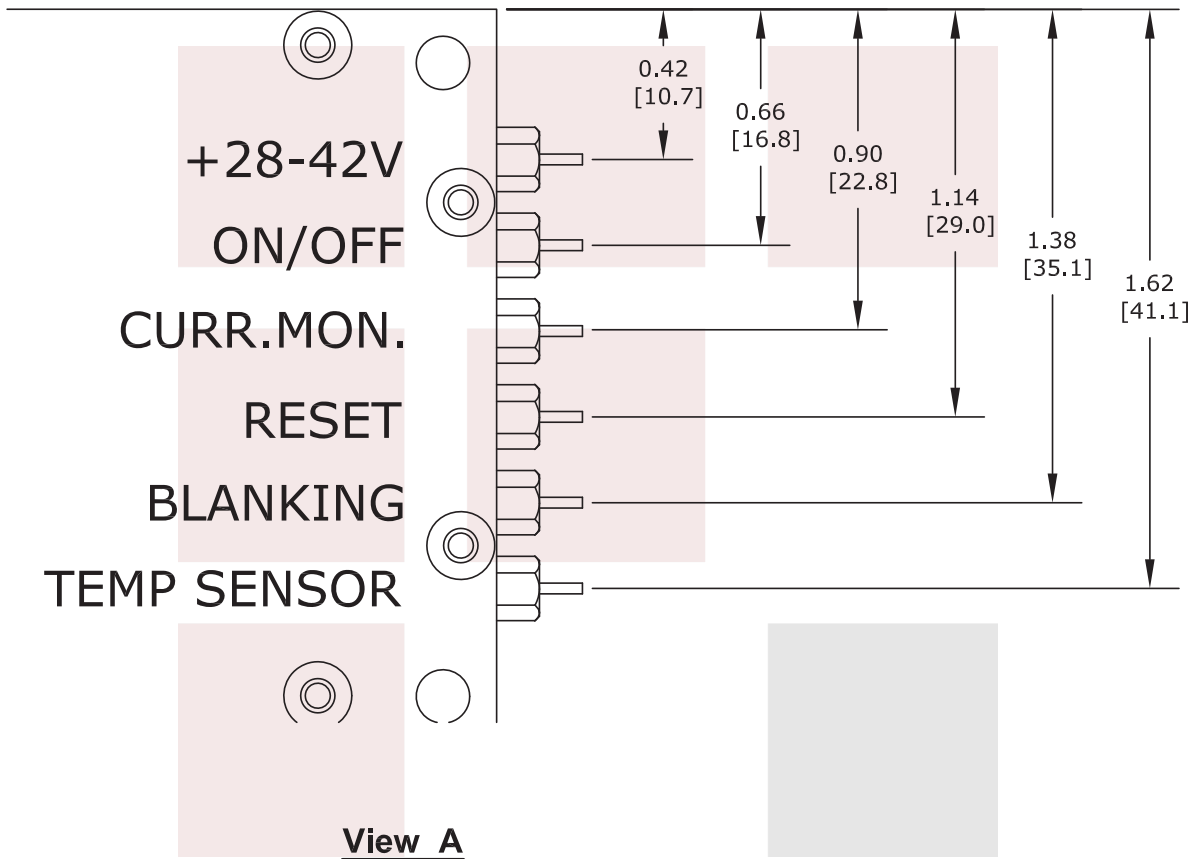 0.42
[10.7]
0.66
[16.8]
0.90
[22.8]
1.14
[29.0]
1.38
[35.1]
1.62
[41.1]
+28-42V
ON/OFF
CURR.MON.
RESET
BLANKING
TEMP SENSOR
View A